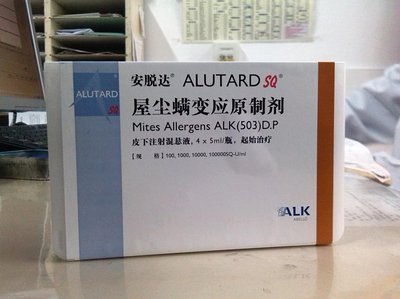 安脱达® ALUTARD SQ®
ALUTARD SQ
屋尘螨变应原制剂
Mites Allergens ALK(503)D.P
皮下注射混悬液，4 x 5ml/瓶，起始治疗
【规 格】100, 1000, 10000, 100000SQ-U/ml
ALK
ABELLÓ